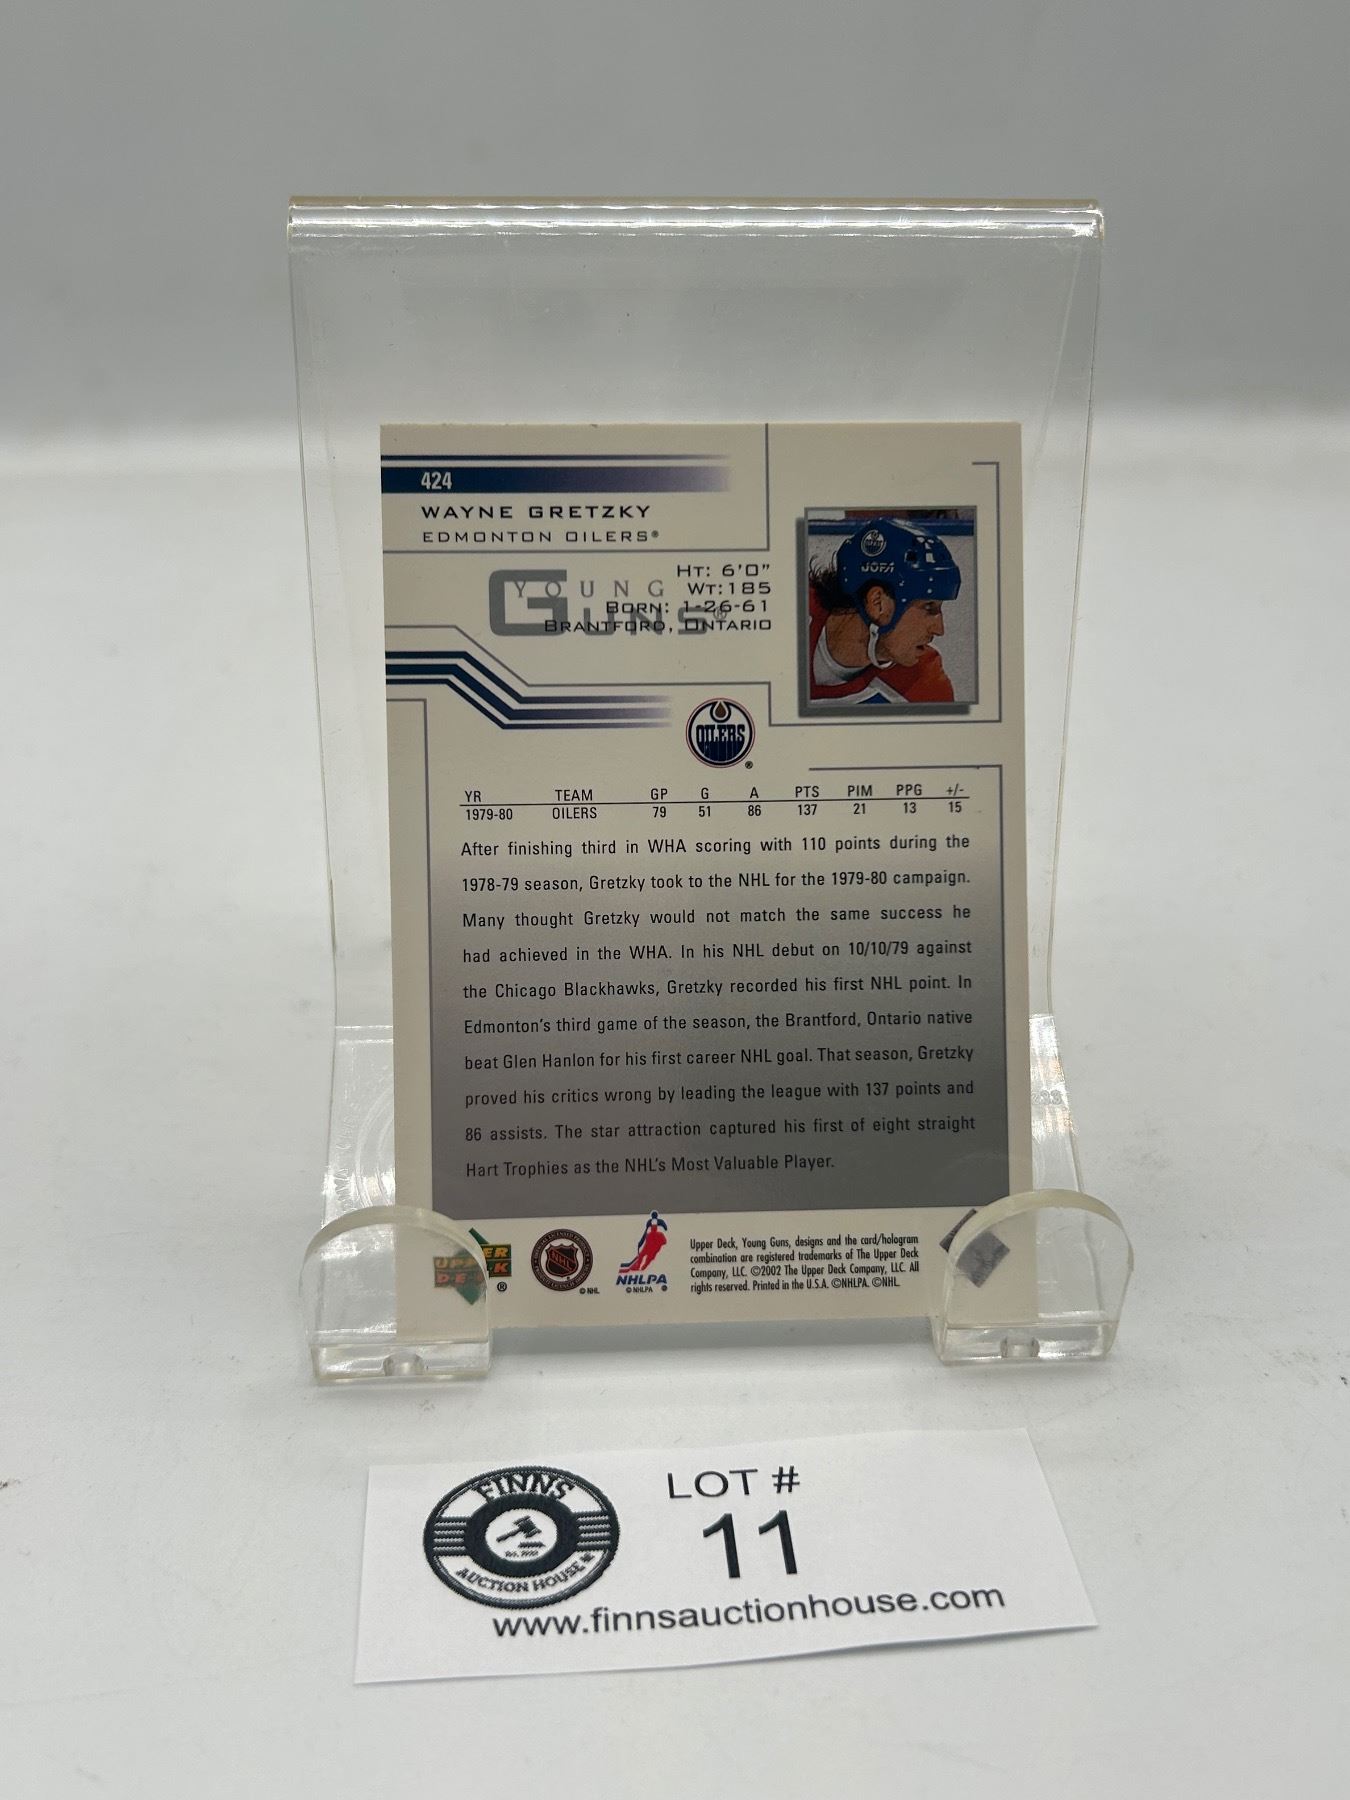 424
WAYNE GRETZKY
EDMONTON OILERS®
YOUNG GUNS®
HT: 6'0"
WT:185
BORN: 1-26-61
BRANTFORD, ONTARIO
JOFA
OILERS
®
YR TEAM GP G A PTS PIM PPG +/-
1979-80 OILERS 79 51 86 137 21 13 15
After finishing third in WHA scoring with 110 points during the
1978-79 season, Gretzky took to the NHL for the 1979-80 campaign.
Many thought Gretzky would not match the same success he
had achieved in the WHA. In his NHL debut on 10/10/79 against
the Chicago Blackhawks, Gretzky recorded his first NHL point. In
Edmonton's third game of the season, the Brantford, Ontario native
beat Glen Hanlon for his first career NHL goal. That season, Gretzky
proved his critics wrong by leading the league with 137 points and
86 assists. The star attraction captured his first of eight straight
Hart Trophies as the NHL's Most Valuable Player.
UPPER DECK ®
NHL
© NHL
NHLPA
© NHLPA ®
Upper Deck, Young Guns, designs and the card/hologram
combination are registered trademarks of The Upper Deck
Company, LLC. ©2002 The Upper Deck Company, LLC. All
rights reserved. Printed in the U.S.A. ©NHLPA. ©NHL.
FINNS
AUCTION HOUSE
LOT #
11
www.finnsauctionhouse.com